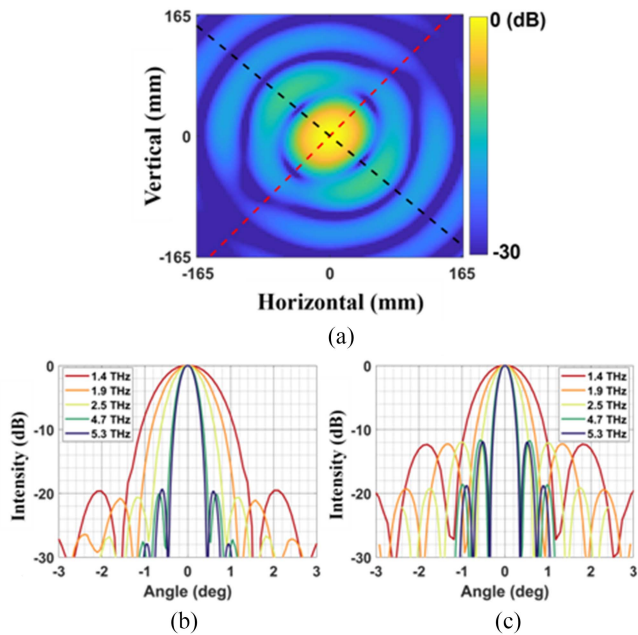 165
0 (dB)
Vertical (mm)
0
-165
-30
-165
0
165
Horizontal (mm)
(a)
0
-10
-20
-30
Intensity (dB)
1.4 THz
1.9 THz
2.5 THz
4.7 THz
5.3 THz
-3
-2
-1
0
1
2
3
Angle (deg)
(b)
0
-10
-20
-30
Intensity (dB)
1.4 THz
1.9 THz
2.5 THz
4.7 THz
5.3 THz
-3
-2
-1
0
1
2
3
Angle (deg)
(c)